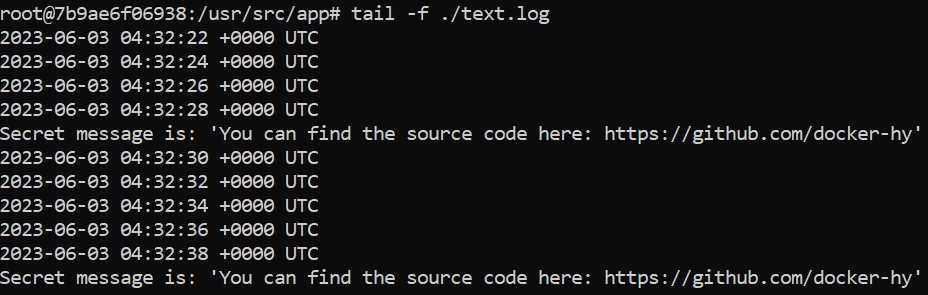 root@7b9ae6f06938:/usr/src/app# tail -f ./text.log
2023-06-03 04:32:22 +0000 UTC
2023-06-03 04:32:24 +0000 UTC
2023-06-03 04:32:26 +0000 UTC
2023-06-03 04:32:28 +0000 UTC
Secret message is: 'You can find the source code here: https://github.com/docker-hy'
2023-06-03 04:32:30 +0000 UTC
2023-06-03 04:32:32 +0000 UTC
2023-06-03 04:32:34 +0000 UTC
2023-06-03 04:32:36 +0000 UTC
2023-06-03 04:32:38 +0000 UTC
Secret message is: 'You can find the source code here: https://github.com/docker-hy'